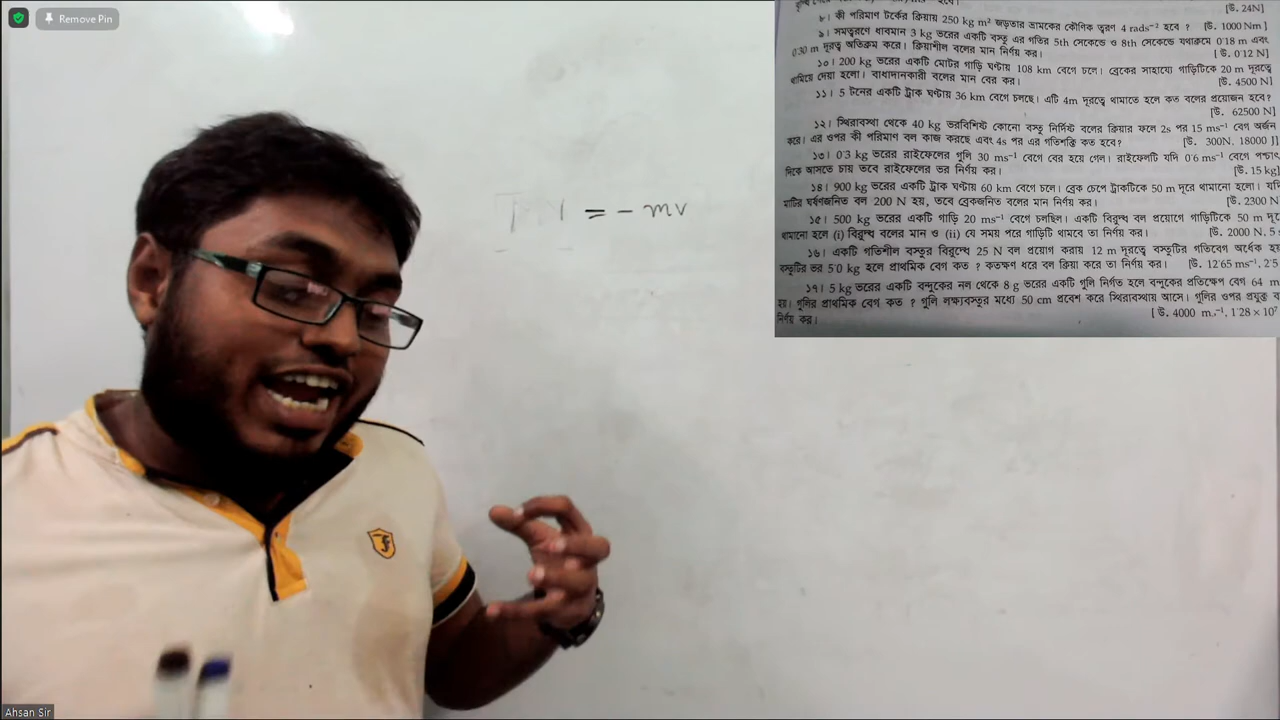 Remove Pin
[উ. 24N]
৮। কী পরিমাণ টর্কের ক্রিয়ায় 250 kg m² জড়তার ভ্রামকের কৌণিক ত্বরণ 4 rads⁻² হবে ? [উ. 1000 Nm ]
৯। সমত্বরণে ধাবমান 3 kg ভরের একটি বস্তু এর গতির 5th সেকেন্ডে ও 8th সেকেন্ডে যথাক্রমে 0·18 m এবং
0·30 m দূরত্ব অতিক্রম করে। ক্রিয়াশীল বলের মান নির্ণয় কর। [ উ. 0·12 N]
১০। 200 kg ভরের একটি মোটর গাড়ি ঘণ্টায় 108 km বেগে চলে। ব্রেকের সাহায্যে গাড়িটিকে 20 m দূরত্বে
থামিয়ে দেয়া হলো। বাধাদানকারী বলের মান বের কর। [উ. 4500 N]
১১। 5 টনের একটি ট্রাক ঘণ্টায় 36 km বেগে চলছে। এটি 4m দূরত্বে থামাতে হলে কত বলের প্রয়োজন হবে?
[উ. 62500 N]
১২। স্থিরাবস্থা থেকে 40 kg ভরবিশিষ্ট কোনো বস্তু নির্দিষ্ট বলের ক্রিয়ার ফলে 2s পর 15 ms⁻¹ বেগ অর্জন
করে। এর ওপর কী পরিমাণ বল কাজ করছে এবং 4s পর এর গতিশক্তি কত হবে? [উ. 300N, 18000 J]
১৩। 0·3 kg ভরের রাইফেলের গুলি 30 ms⁻¹ বেগে বের হয়ে গেল। রাইফেলটি যদি 0·6 ms⁻¹ বেগে পশ্চাৎ
দিকে আসতে চায় তবে রাইফেলের ভর নির্ণয় কর। [উ. 15 kg]
১৪। 900 kg ভরের একটি ট্রাক ঘণ্টায় 60 km বেগে চলে। ব্রেক চেপে ট্রাকটিকে 50 m দূরে থামানো হলো। যদি
মাটির ঘর্ষণজনিত বল 200 N হয়, তবে ব্রেকজনিত বলের মান নির্ণয় কর। [উ. 2300 N
১৫। 500 kg ভরের একটি গাড়ি 20 ms⁻¹ বেগে চলছিল। একটি বিরুদ্ধ বল প্রয়োগে গাড়িটিকে 50 m দূ
থামানো হলে (i) বিরুদ্ধ বলের মান ও (ii) যে সময় পরে গাড়িটি থামবে তা নির্ণয় কর। [উ. 2000 N, 5
১৬। একটি গতিশীল বস্তুর বিরুদ্ধে 25 N বল প্রয়োগ করায় 12 m দূরত্বে বস্তুটির গতিবেগ অর্ধেক হ
বস্তুটির ভর 5·0 kg হলে প্রাথমিক বেগ কত ? কতক্ষণ ধরে বল ক্রিয়া করে তা নির্ণয় কর। [উ. 12·65 ms⁻¹, 2·5
১৭। 5 kg ভরের একটি বন্দুকের নল থেকে 8 g ভরের একটি গুলি নির্গত হলে বন্দুকের প্রতিক্ষেপ বেগ 64 m
হয়। গুলির প্রাথমিক বেগ কত ? গুলি লক্ষ্যবস্তুর মধ্যে 50 cm প্রবেশ করে স্থিরাবস্থায় আসে। গুলির ওপর প্রযুক্ত
নির্ণয় কর। [ উ. 4000 m.⁻¹, 1·28 × 10⁷
= - mv
Ahsan Sir